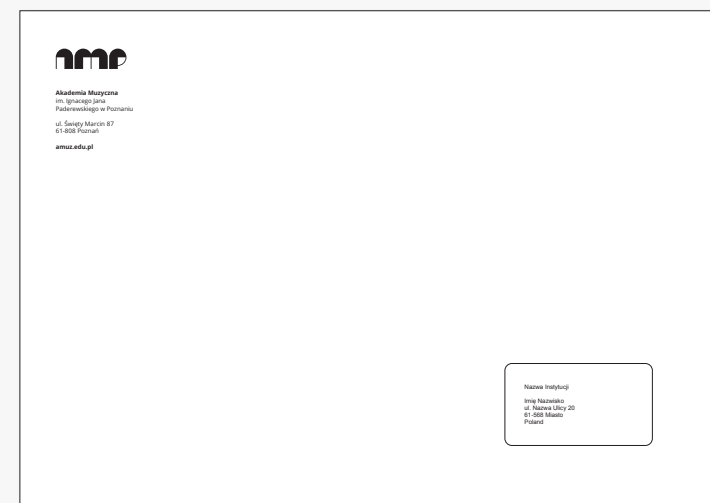 amp
Akademia Muzyczna
im. Ignacego Jana
Paderewskiego w Poznaniu
ul. Święty Marcin 87
61-808 Poznań
amuz.edu.pl
Nazwa Instytucji
Imię Nazwisko
ul. Nazwa Ulicy 20
61-568 Miasto
Poland